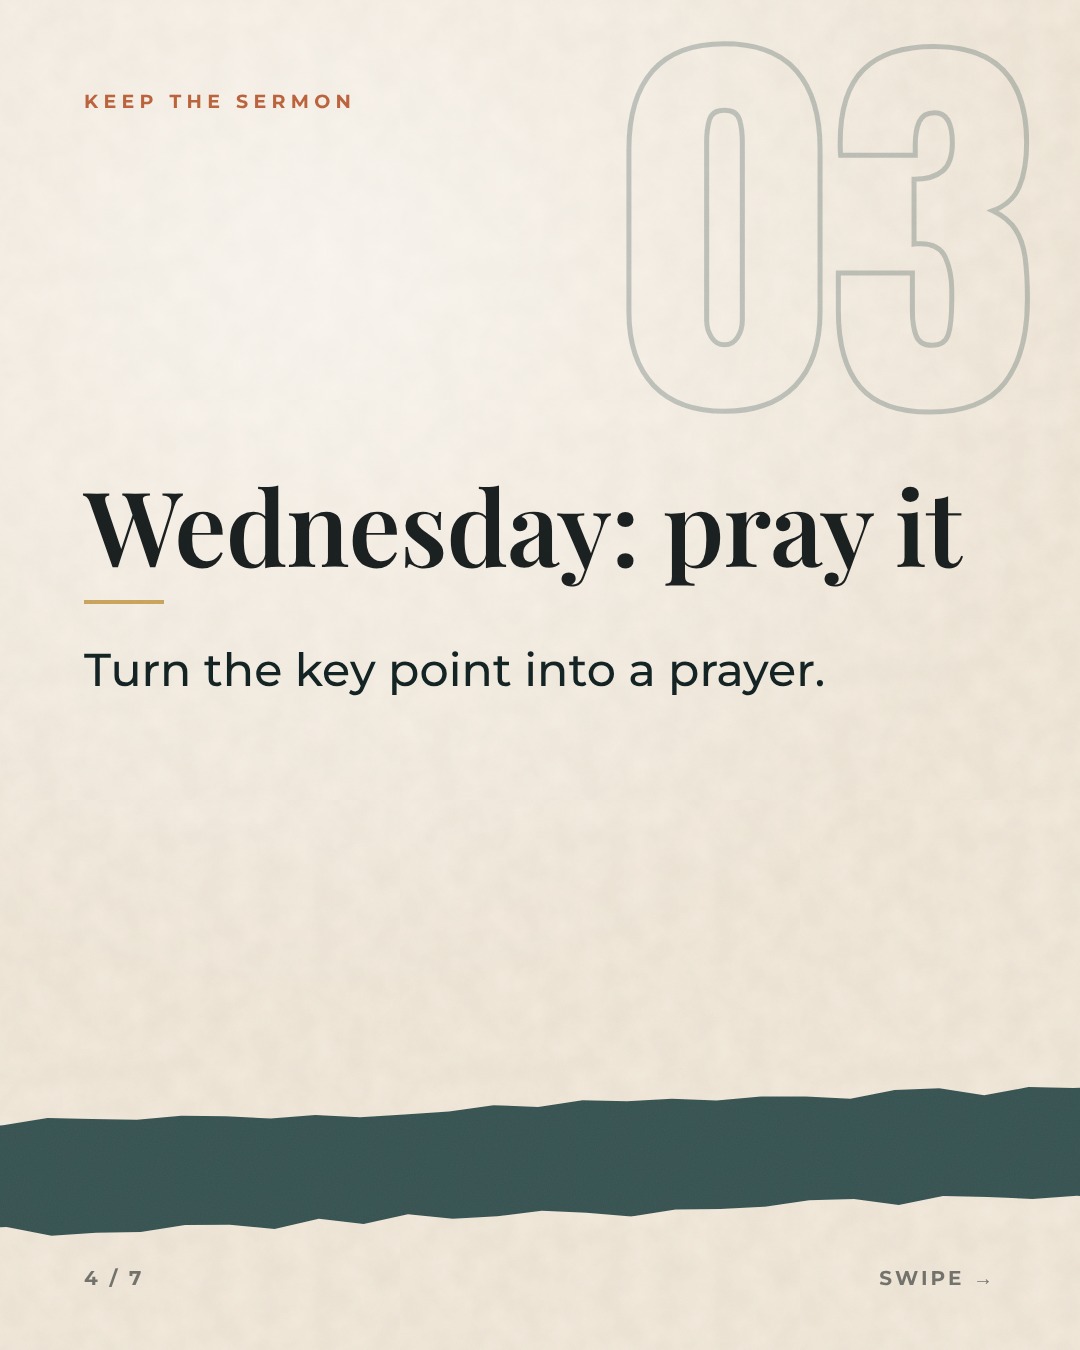 KEEP THE SERMON
03
Wednesday: pray it
Turn the key point into a prayer.
4 / 7
SWIPE →